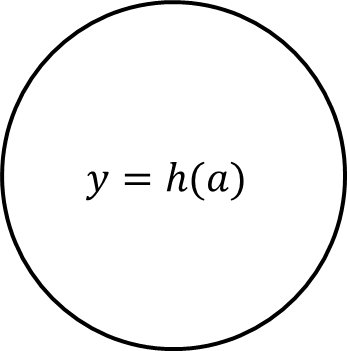 y = h(a)